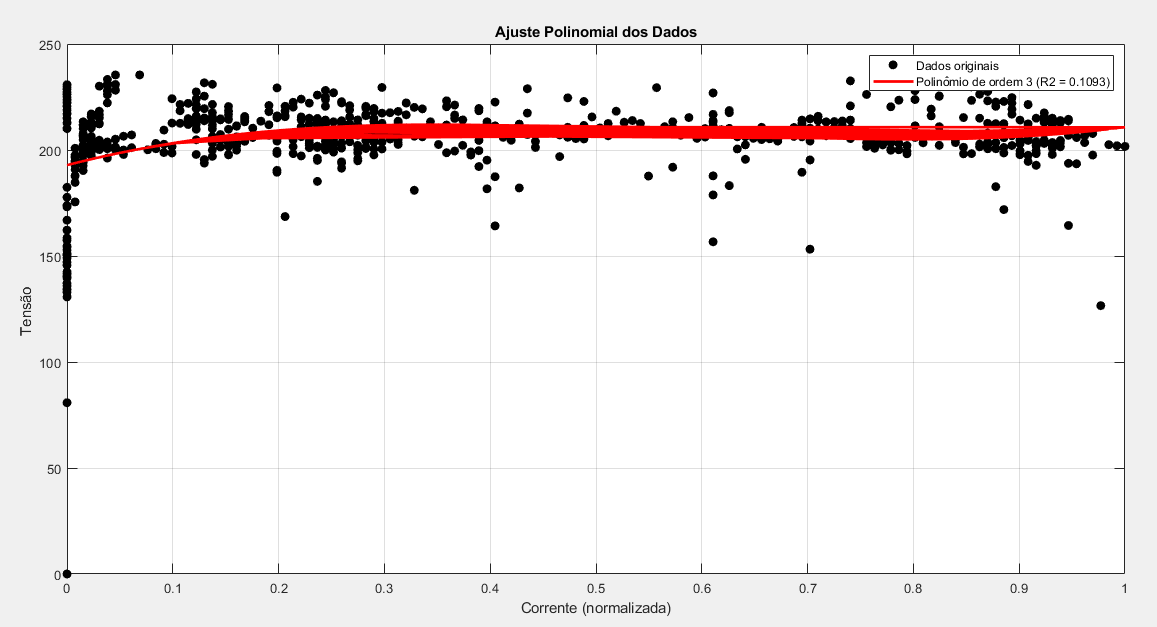 Ajuste Polinomial dos Dados
250
200
150
100
50
0
Tensão
Dados originais
Polinômio de ordem 3 (R2 = 0.1093)
0 0.1 0.2 0.3 0.4 0.5 0.6 0.7 0.8 0.9 1
Corrente (normalizada)